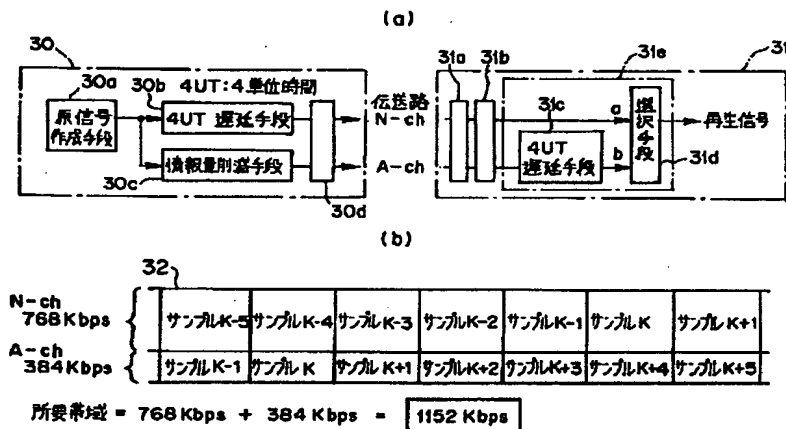 (a)
30
30a
原信号
作成手段
30b
4UT:4単位時間
4UT 遅延手段
情報量削減手段
30c
30d
伝送路
N-ch
A-ch
31
31a
31b
31e
31c
4UT
遅延手段
a
b
選択手段
31d
再生信号
(b)
32
N-ch
768Kbps
サンプルK-5 サンプルK-4 サンプルK-3 サンプルK-2 サンプルK-1 サンプルK サンプルK+1
A-ch
384Kbps
サンプルK-1 サンプルK サンプルK+1 サンプルK+2 サンプルK+3 サンプルK+4 サンプルK+5
所要帯域 = 768Kbps + 384Kbps = 1152 Kbps